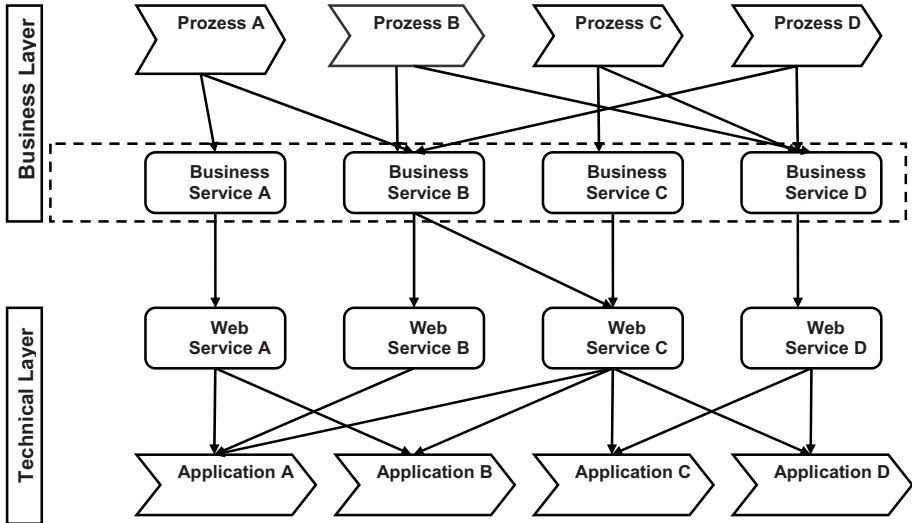 Business Layer
Prozess A
Prozess B
Prozess C
Prozess D
Business
Service A
Business
Service B
Business
Service C
Business
Service D
Technical Layer
Web
Service A
Web
Service B
Web
Service C
Web
Service D
Application A
Application B
Application C
Application D